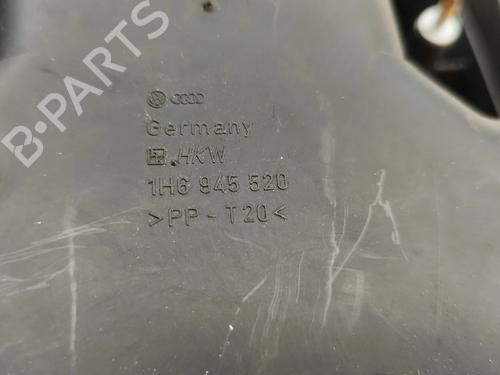 Germany
HKW
1H6 945 520
>PP-T20<
B-PARTS